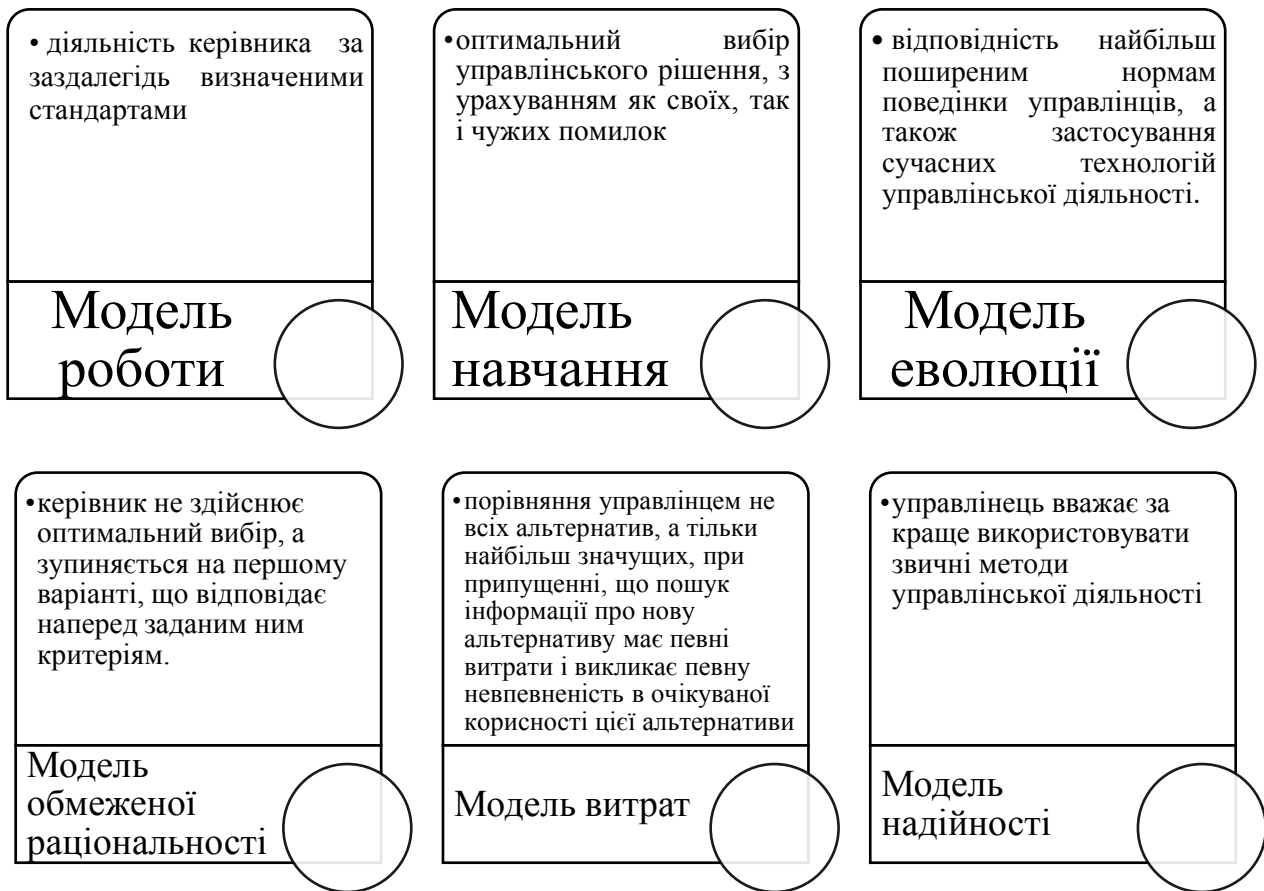 • діяльність керівника за
заздалегідь визначеними
стандартами
Модель
роботи
•оптимальний вибір
управлінського рішення, з
урахуванням як своїх, так
і чужих помилок
Модель
навчання
• відповідність найбільш
поширеним нормам
поведінки управлінців, а
також застосування
сучасних технологій
управлінської діяльності.
Модель
еволюції
•керівник не здійснює
оптимальний вибір, а
зупиняється на першому
варіанті, що відповідає
наперед заданим ним
критеріям.
Модель
обмеженої
раціональності
•порівняння управлінцем не
всіх альтернатив, а тільки
найбільш значущих, при
припущенні, що пошук
інформації про нову
альтернативу має певні
витрати і викликає певну
невпевненість в очікуваної
корисності цієї альтернативи
Модель витрат
•управлінець вважає за
краще використовувати
звичні методи
управлінської діяльності
Модель
надійності